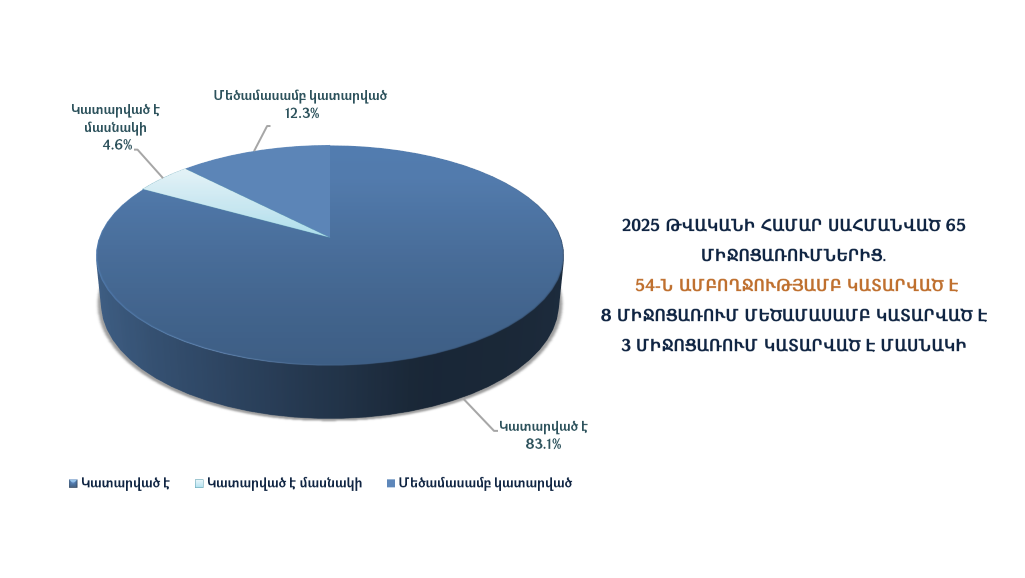 Մեծամասամբ կատարված
12.3%
Կատարված է
մասնակի
4.6%
2025 ԹՎԱԿԱՆԻ ՀԱՄԱՐ ՍԱՀՄԱՆՎԱԾ 65
ՄԻՋՈՑԱՌՈՒՄՆԵՐԻՑ.
54-Ն ԱՄԲՈՂՋՈՒԹՅԱՄԲ ԿԱՏԱՐՎԱԾ Է
8 ՄԻՋՈՑԱՌՈՒՄ ՄԵԾԱՄԱՍԱՄԲ ԿԱՏԱՐՎԱԾ Է
3 ՄԻՋՈՑԱՌՈՒՄ ԿԱՏԱՐՎԱԾ Է ՄԱՍՆԱԿԻ
Կատարված է
83.1%
Կատարված է
Կատարված է մասնակի
Մեծամասամբ կատարված